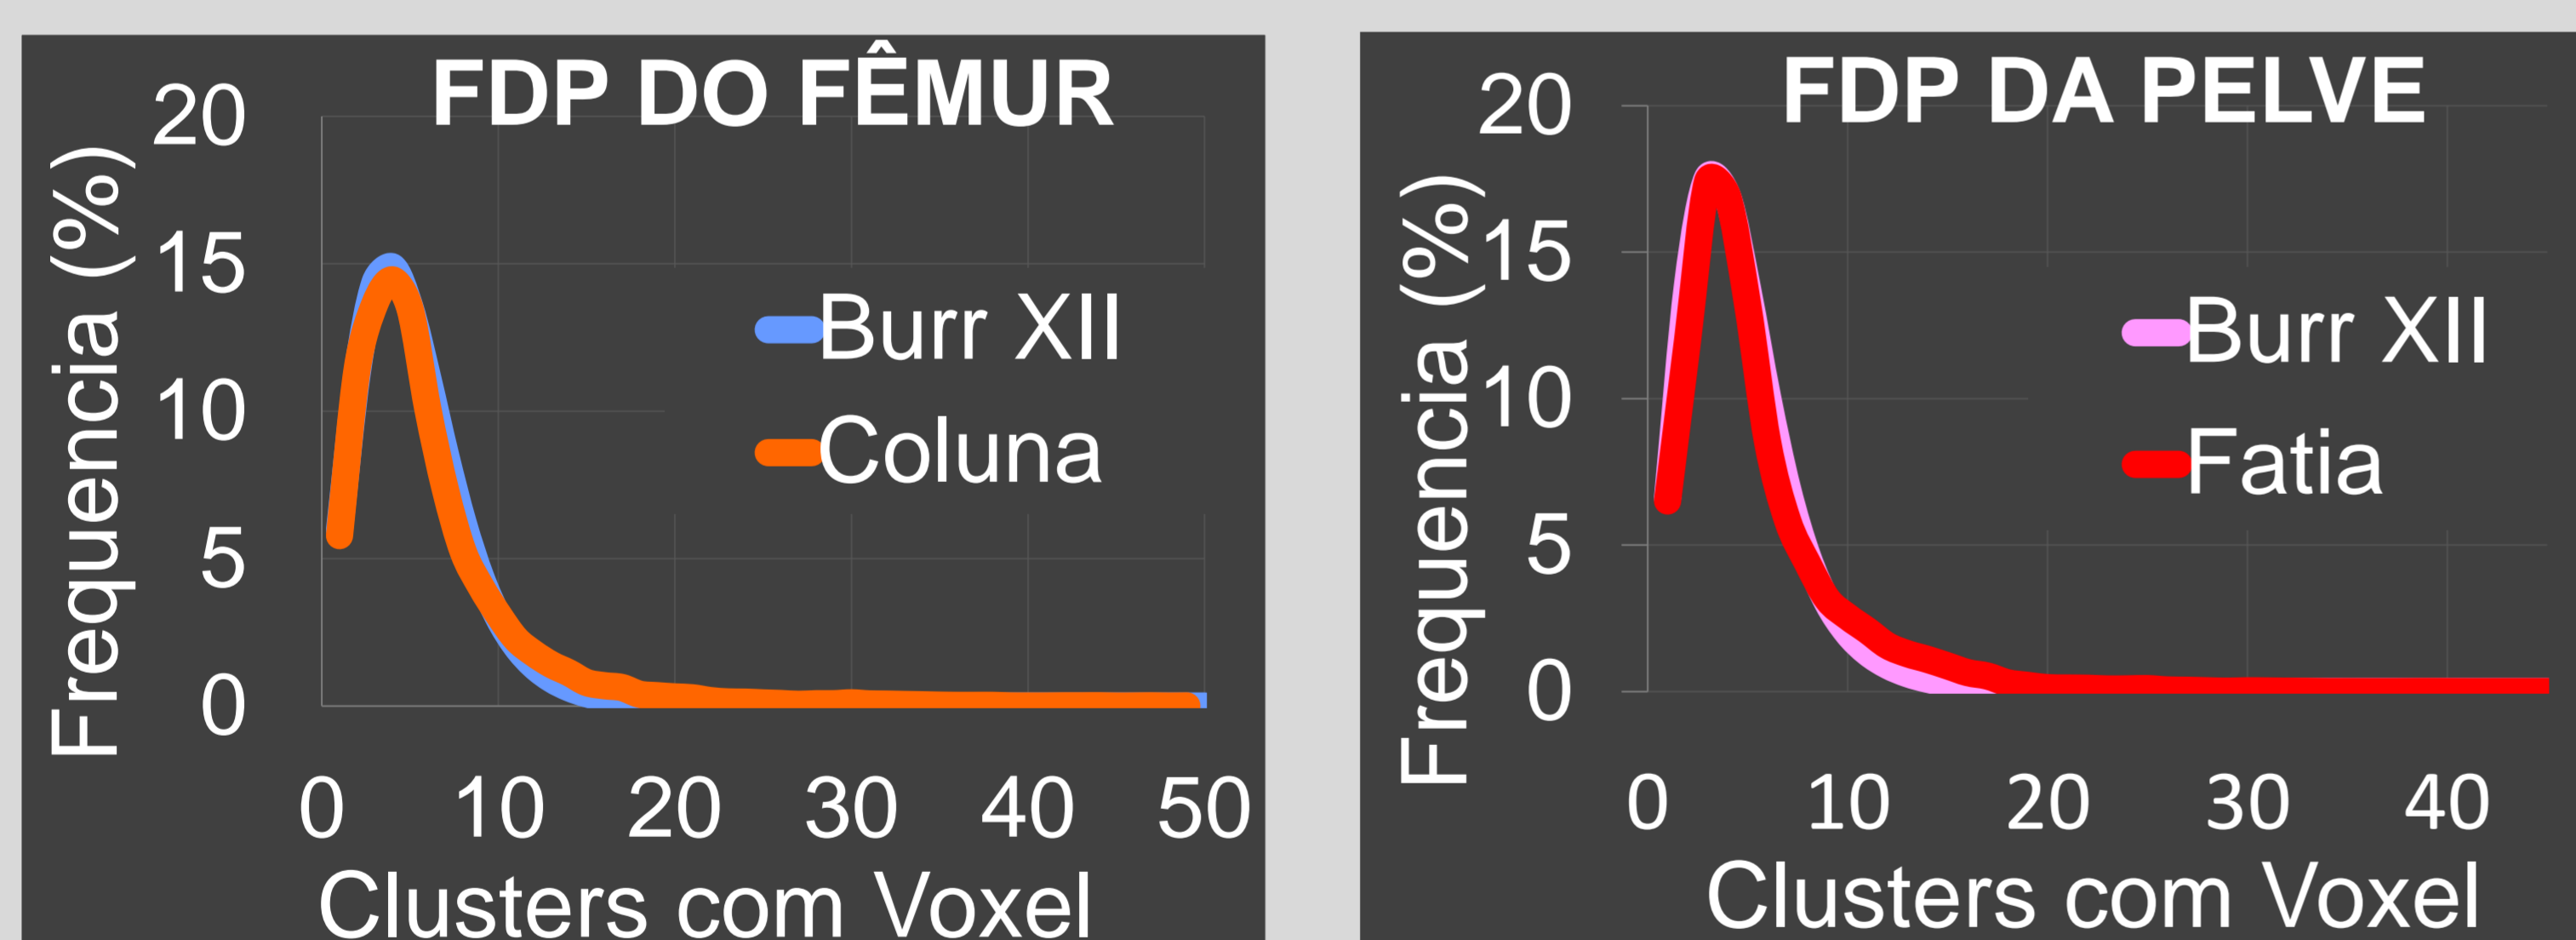 FDP DO FÊMUR
Frequencia (%)
20
15
10
5
0
Burr XII
Coluna
0 10 20 30 40 50
Clusters com Voxel
FDP DA PELVE
Frequencia (%)
20
15
10
5
0
Burr XII
Fatia
0 10 20 30 40
Clusters com Voxel